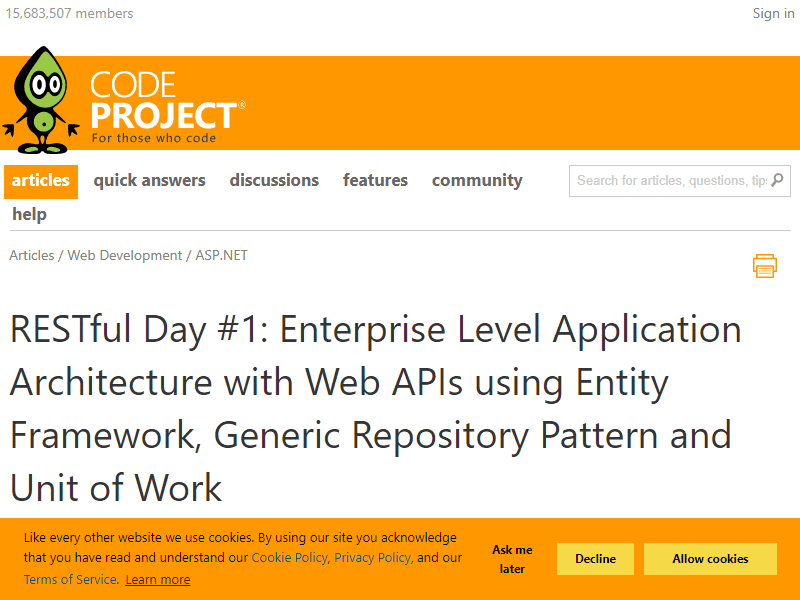 15,683,507 members
Sign in
CODE
PROJECT®
For those who code
articles quick answers discussions features community
Search for articles, questions, tips
help
Articles / Web Development / ASP.NET
RESTful Day #1: Enterprise Level Application
Architecture with Web APIs using Entity
Framework, Generic Repository Pattern and
Unit of Work
Like every other website we use cookies. By using our site you acknowledge
that you have read and understand our Cookie Policy, Privacy Policy, and our
Terms of Service. Learn more
Ask me
later
Decline
Allow cookies